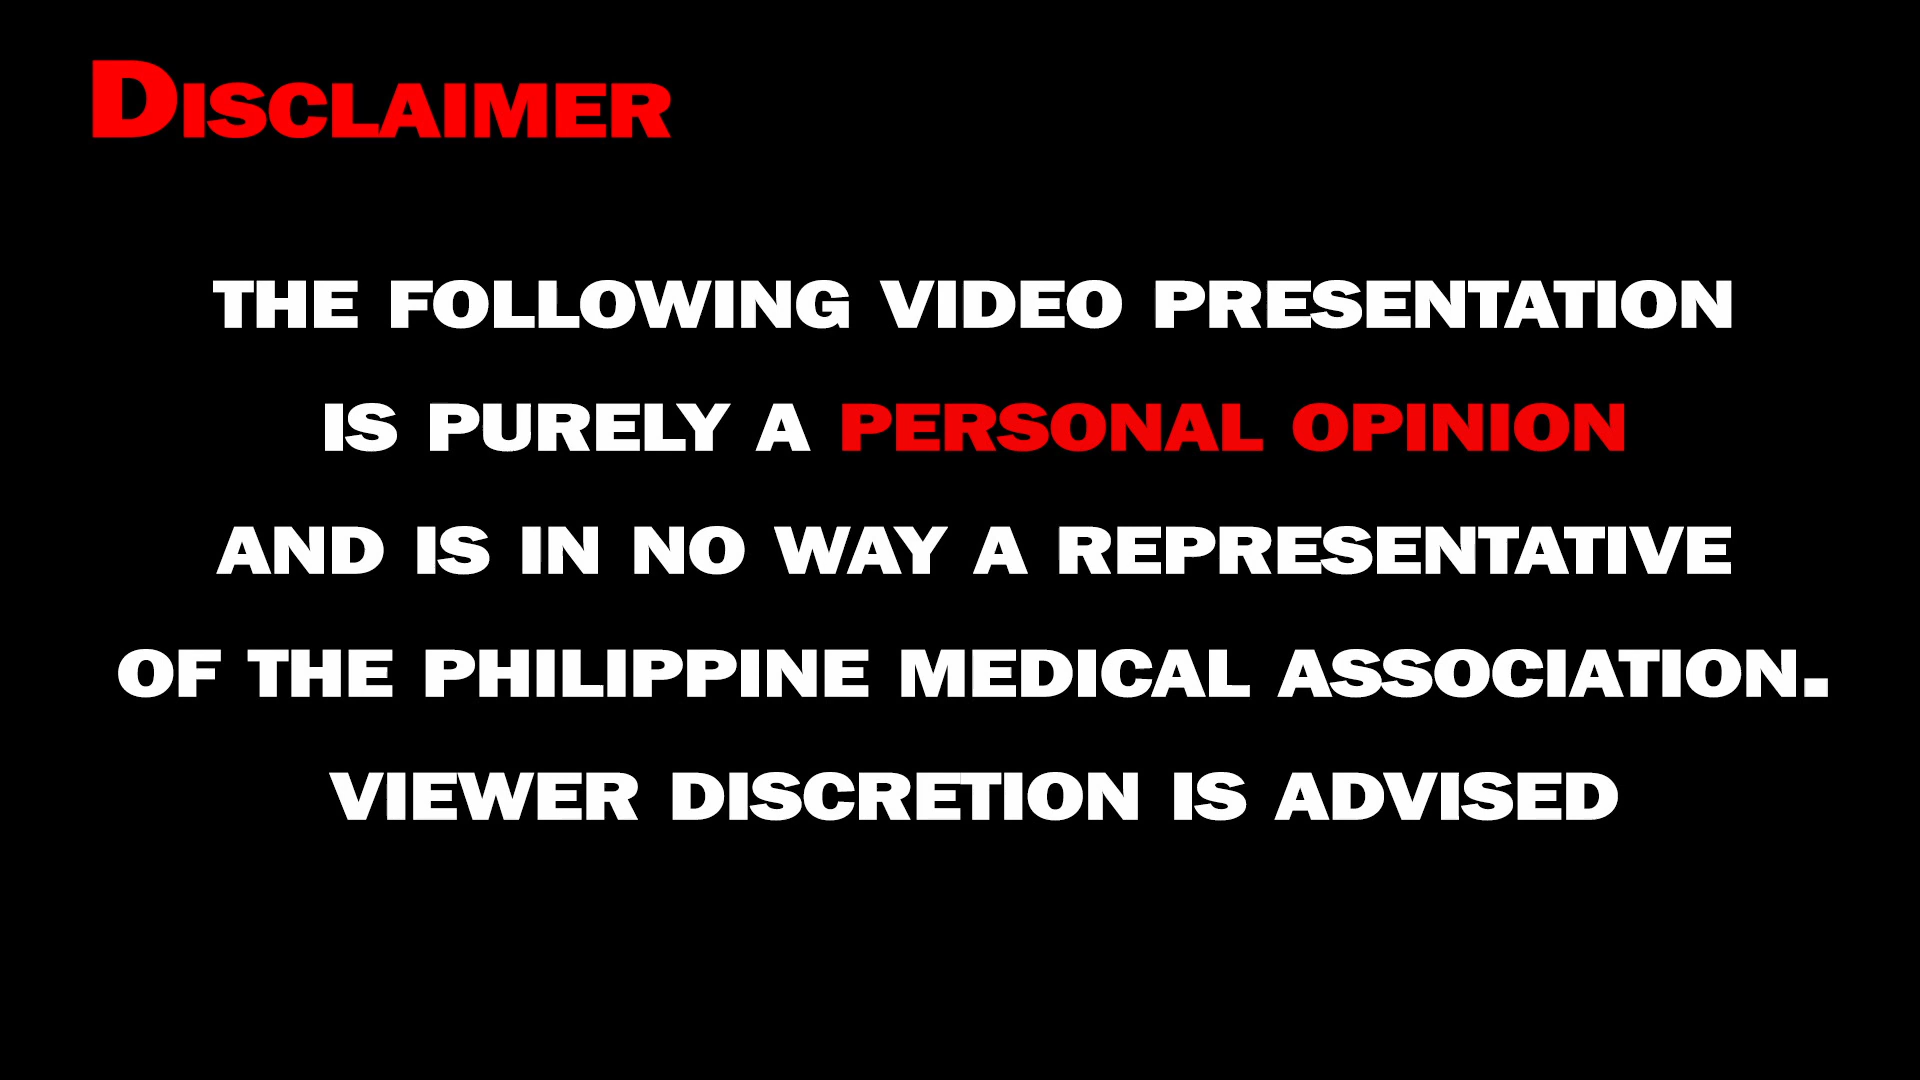 DISCLAIMER
THE FOLLOWING VIDEO PRESENTATION
IS PURELY A PERSONAL OPINION
AND IS IN NO WAY A REPRESENTATIVE
OF THE PHILIPPINE MEDICAL ASSOCIATION.
VIEWER DISCRETION IS ADVISED